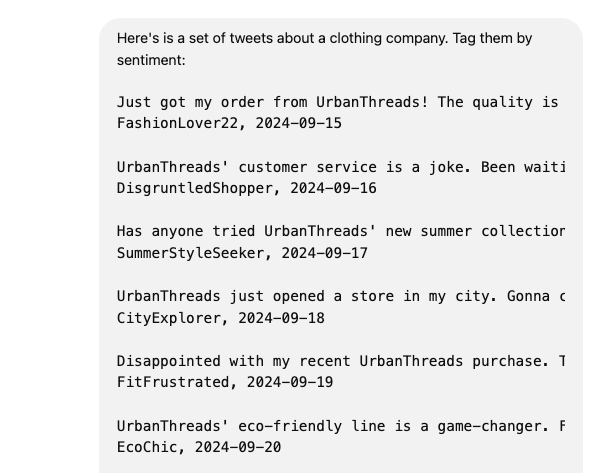 Here's is a set of tweets about a clothing company. Tag them by
sentiment:
Just got my order from UrbanThreads! The quality is
FashionLover22, 2024-09-15
UrbanThreads' customer service is a joke. Been
DisgruntledShopper, 2024-09-16
Has anyone tried UrbanThreads' new summer collection
SummerStyleSeeker, 2024-09-17
UrbanThreads just opened a store in my city. Gonna
CityExplorer, 2024-09-18
Disappointed with my recent UrbanThreads purchase.
FitFrustrated, 2024-09-19
UrbanThreads' eco-friendly line is a game-changer.
EcoChic, 2024-09-20